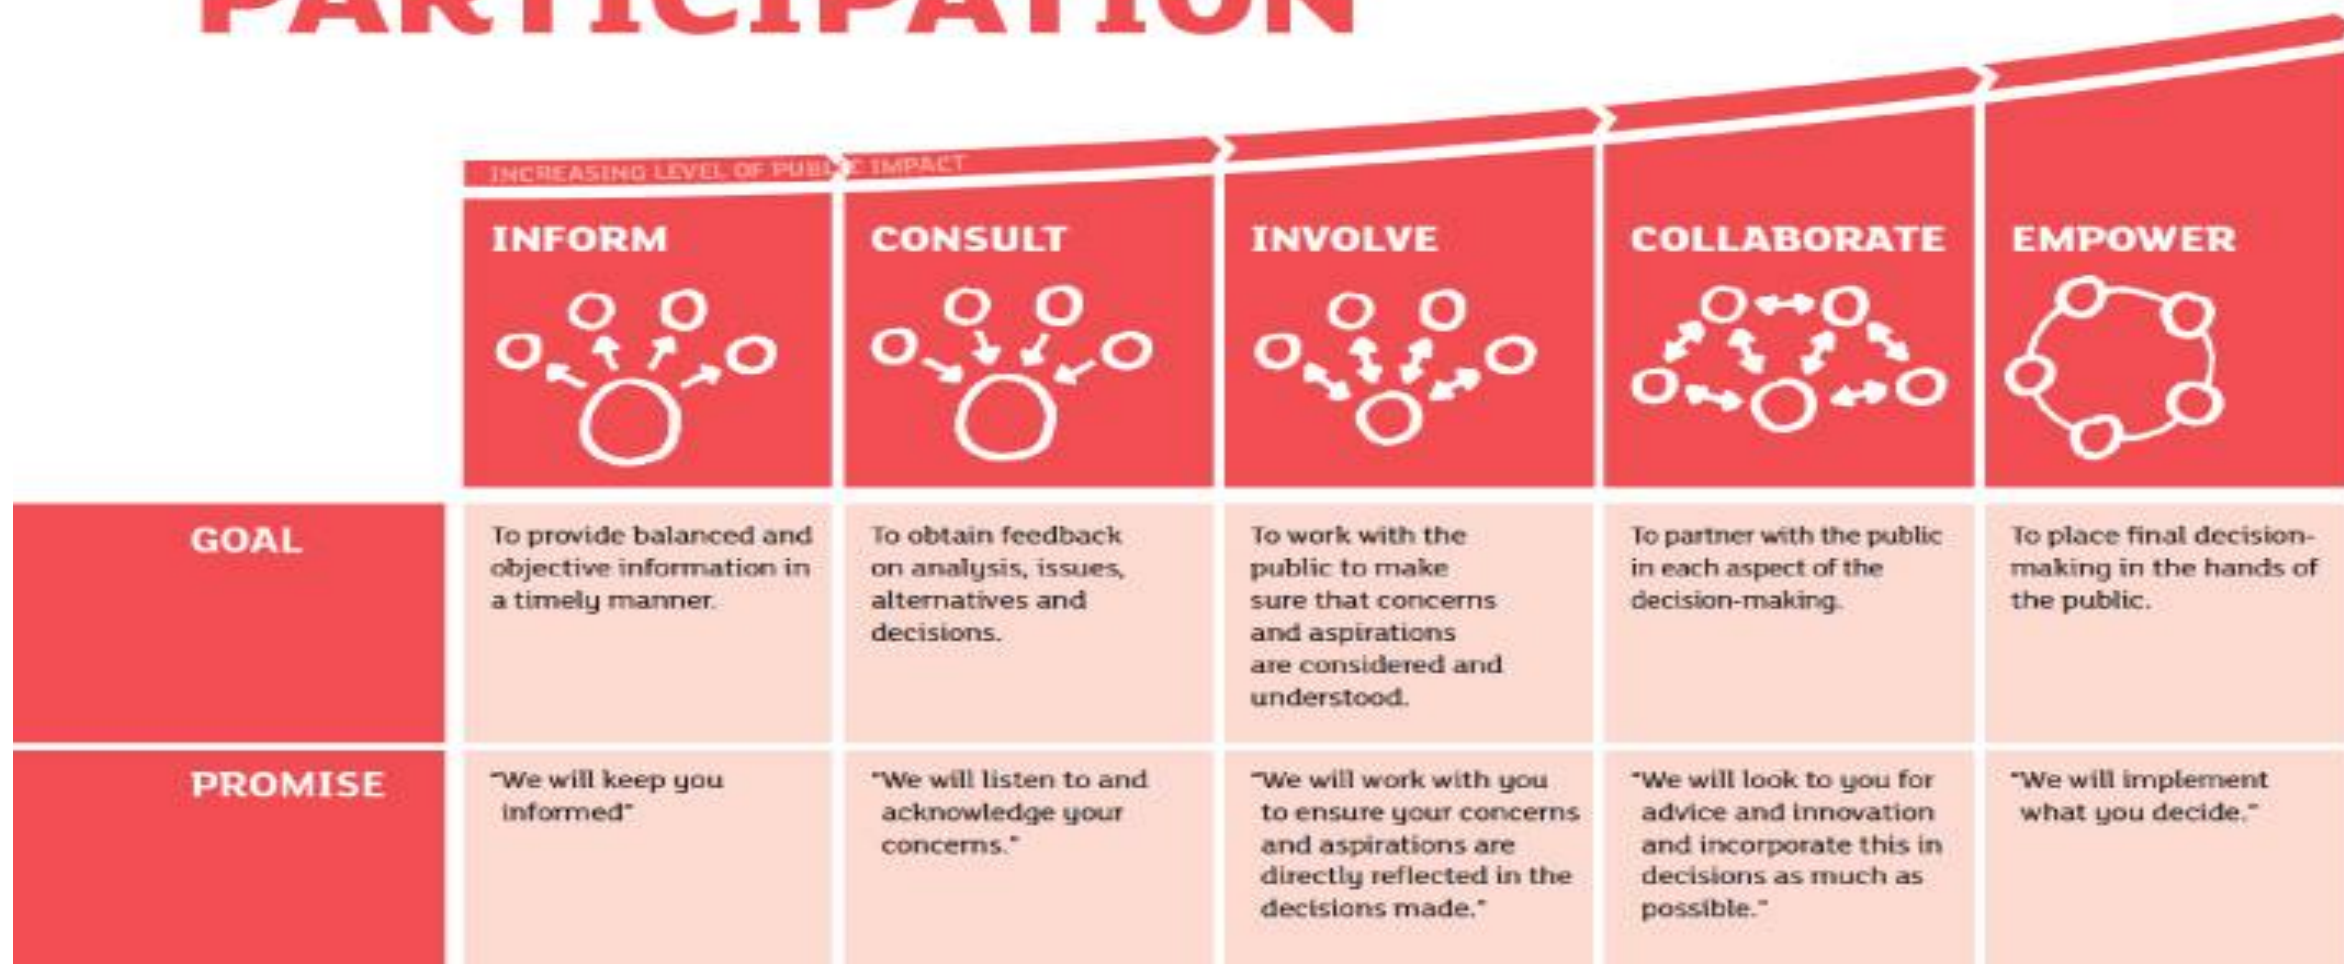 PARTICIPATION
INCREASING LEVEL OF PUBLIC IMPACT
INFORM
CONSULT
INVOLVE
COLLABORATE
EMPOWER
GOAL
To provide balanced and
objective information in
a timely manner.
To obtain feedback
on analysis, issues,
alternatives and
decisions.
To work with the
public to make
sure that concerns
and aspirations
are considered and
understood.
To partner with the public
in each aspect of the
decision-making.
To place final decision-
making in the hands of
the public.
PROMISE
“We will keep you
informed”
“We will listen to and
acknowledge your
concerns.”
“We will work with you
to ensure your concerns
and aspirations are
directly reflected in the
decisions made.”
“We will look to you for
advice and innovation
and incorporate this in
decisions as much as
possible.”
“We will implement
what you decide.”